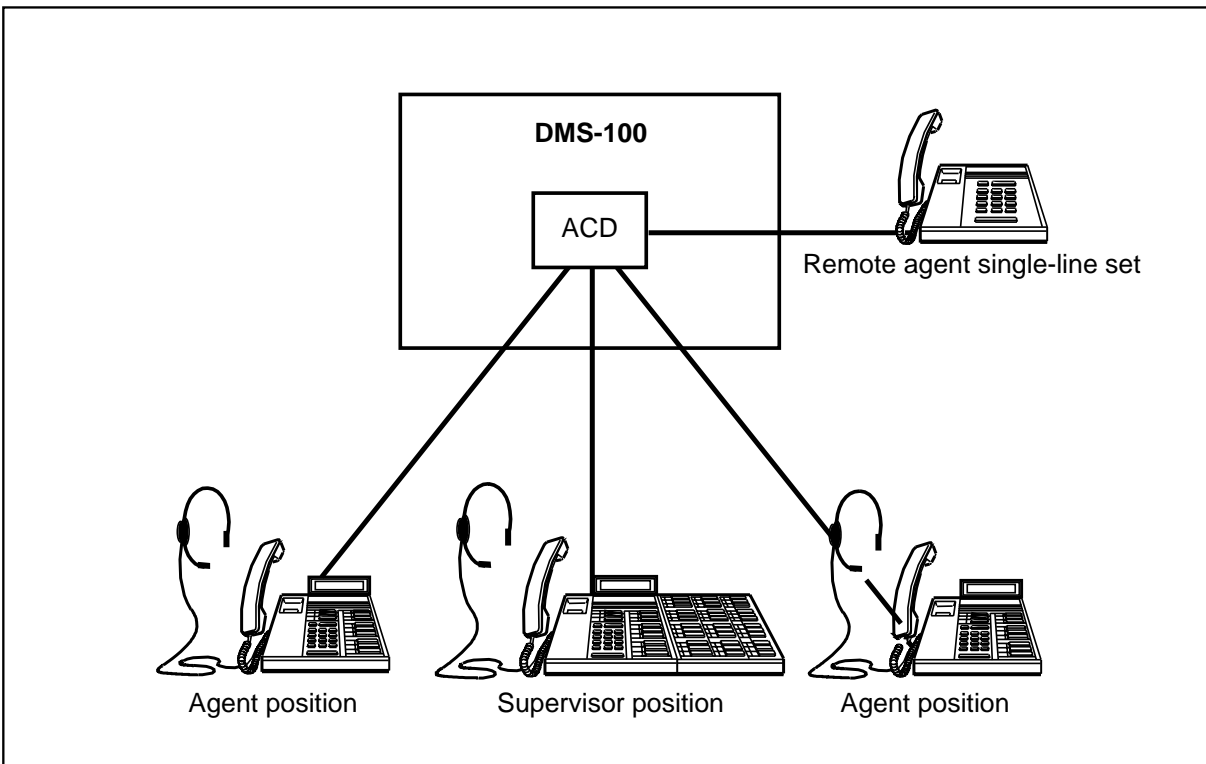 DMS-100
ACD
Remote agent single-line set
Agent position
Supervisor position
Agent position